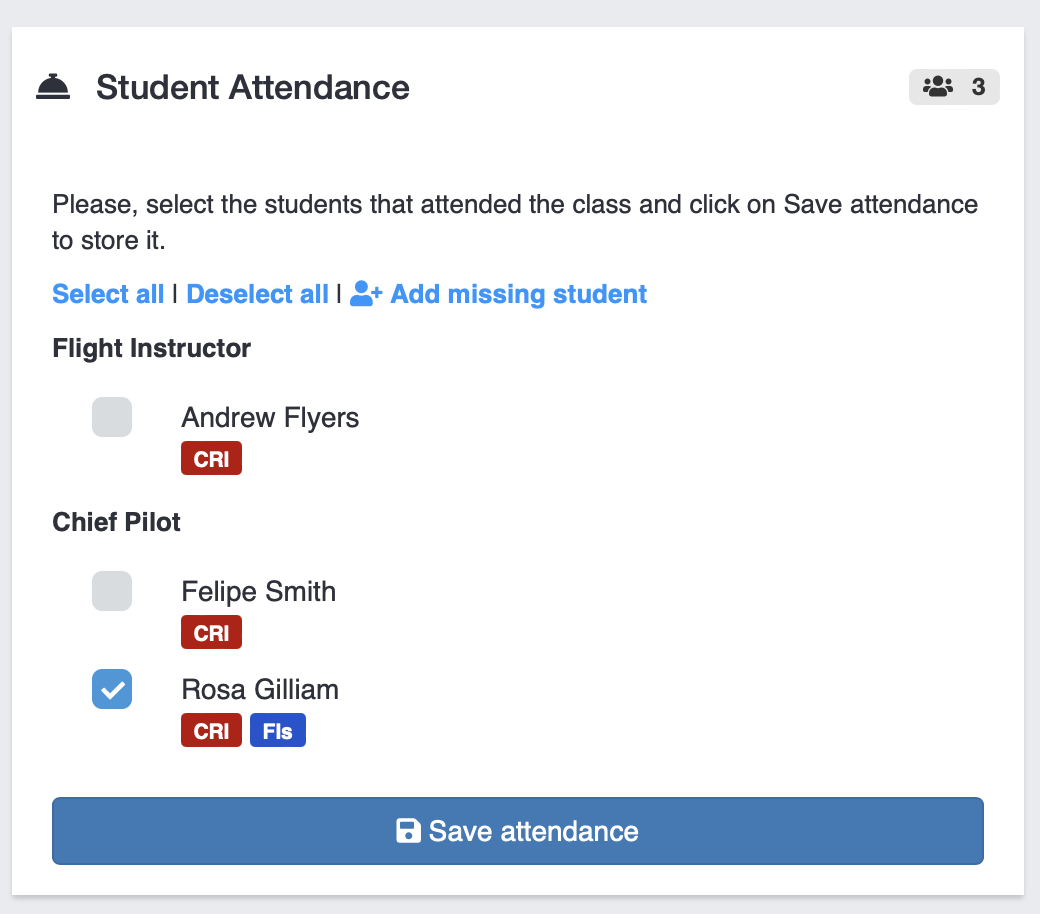 Student Attendance
3
Please, select the students that attended the class and click on Save attendance
to store it.
Select all | Deselect all | Add missing student
Flight Instructor
Andrew Flyers
CRI
Chief Pilot
Felipe Smith
CRI
Rosa Gilliam
CRI FIs
Save attendance